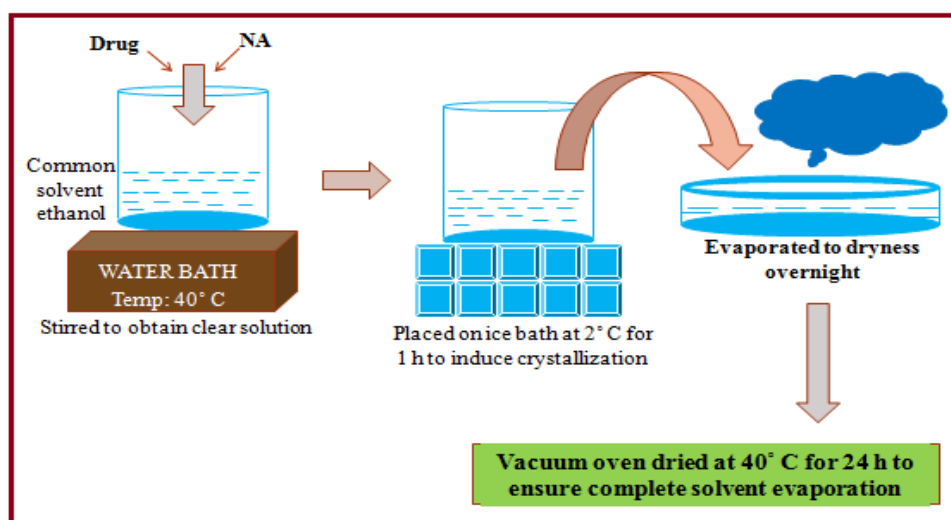 Drug
NA
Common
solvent
ethanol
WATER BATH
Temp: 40° C
Stirred to obtain clear solution
Placed on ice bath at 2° C for
1 h to induce crystallization
Evaporated to dryness
overnight
Vacuum oven dried at 40° C for 24 h to
ensure complete solvent evaporation